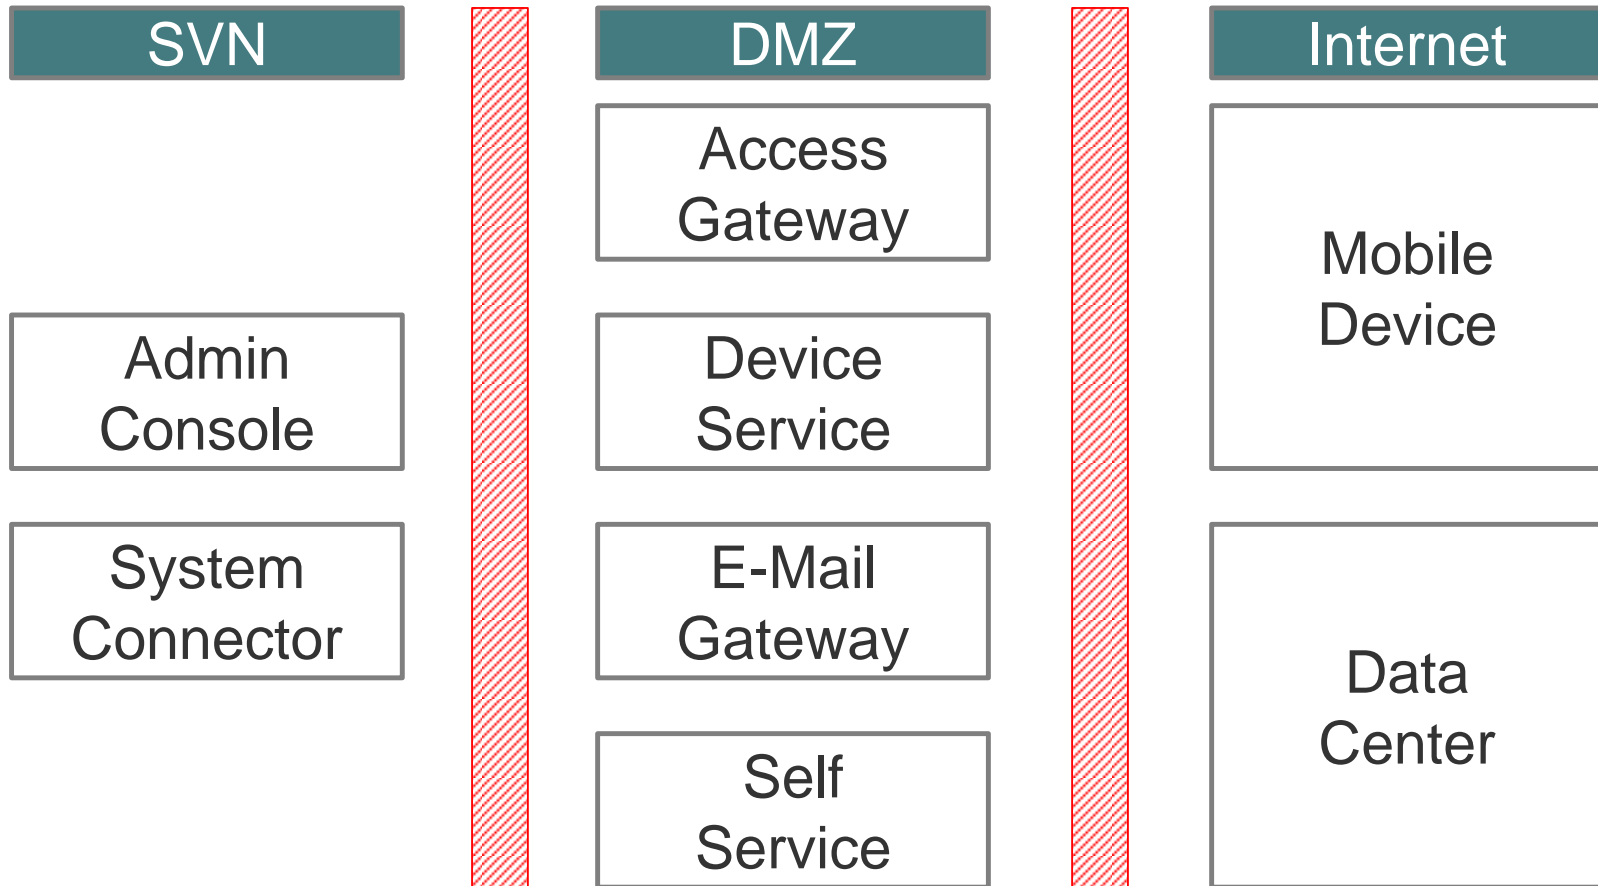 SVN
DMZ
Internet
Access
Gateway
Mobile
Device
Admin
Console
Device
Service
System
Connector
E-Mail
Gateway
Data
Center
Self
Service